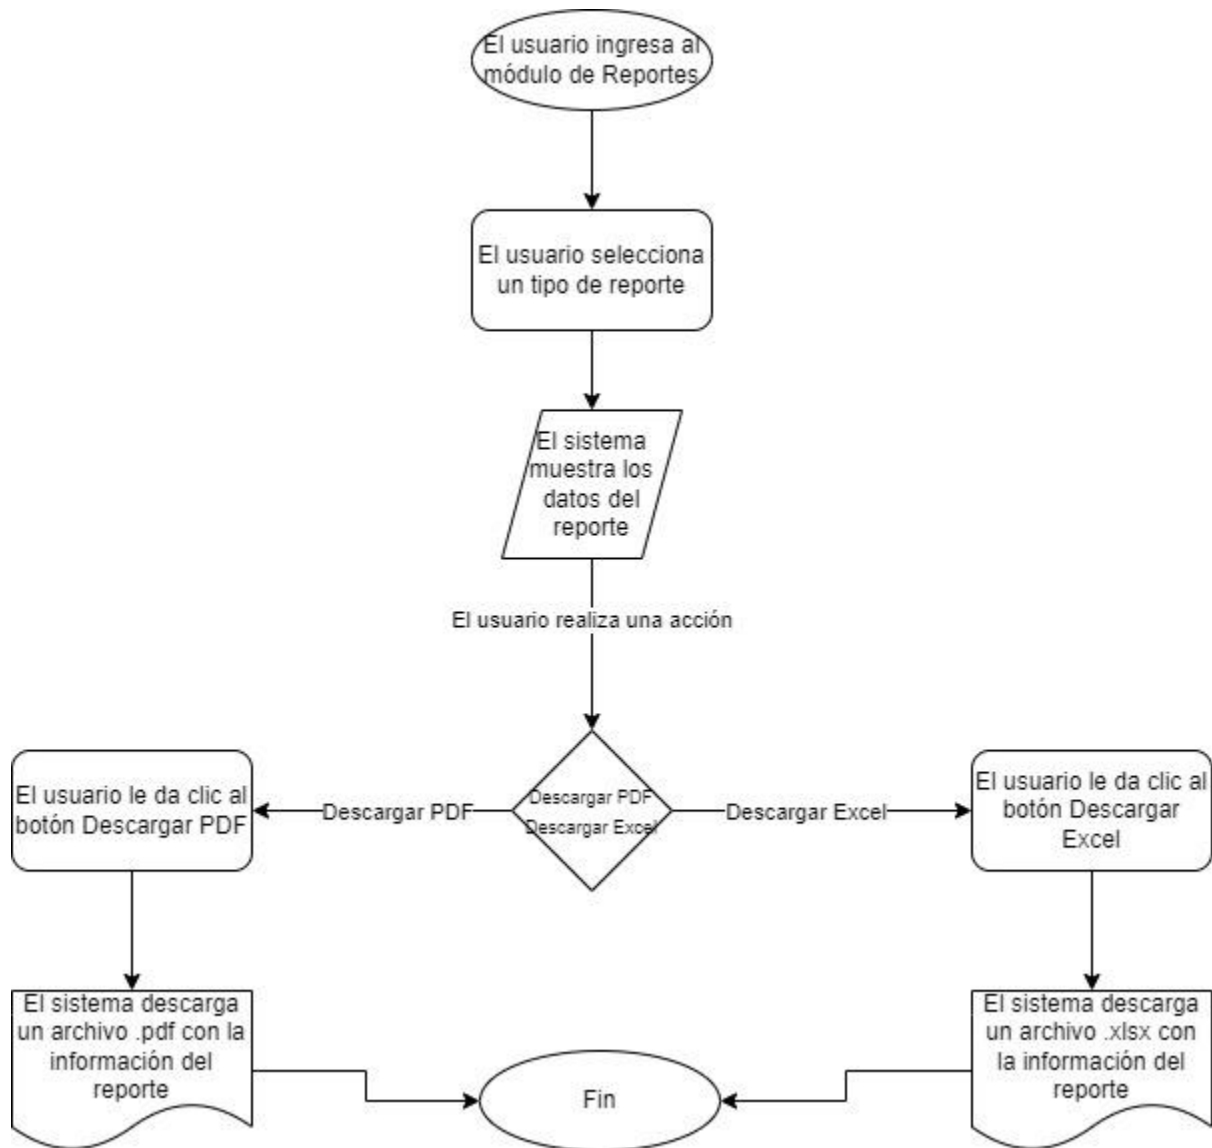 El usuario ingresa al
módulo de Reportes
El usuario selecciona
un tipo de reporte
El sistema
muestra los
datos del
reporte
El usuario realiza una acción
Descargar PDF
Descargar Excel
Descargar PDF
Descargar Excel
El usuario le da clic al
botón Descargar PDF
El usuario le da clic al
botón Descargar
Excel
El sistema descarga
un archivo .pdf con la
información del
reporte
El sistema descarga
un archivo .xlsx con
la información del
reporte
Fin